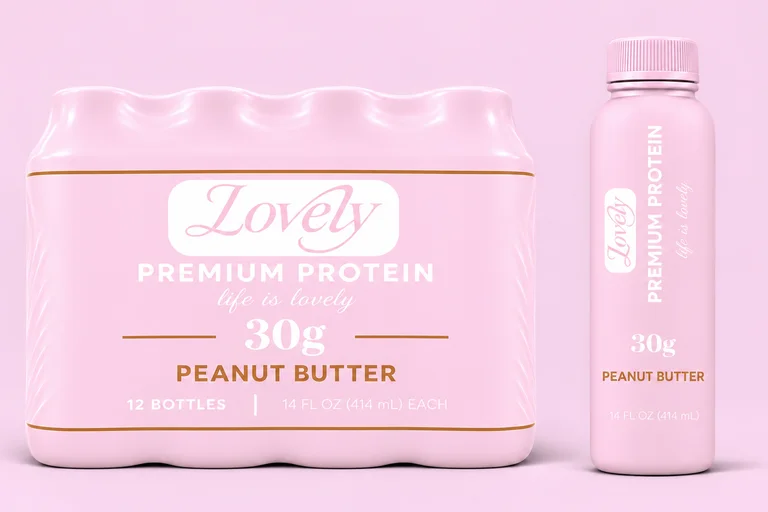 Lovely
PREMIUM PROTEIN
life is lovely
30g
PEANUT BUTTER
12 BOTTLES | 14 FL OZ (414 mL) EACH
Lovely
PREMIUM PROTEIN
life is lovely
30g
PEANUT BUTTER
14 FL OZ (414 mL)